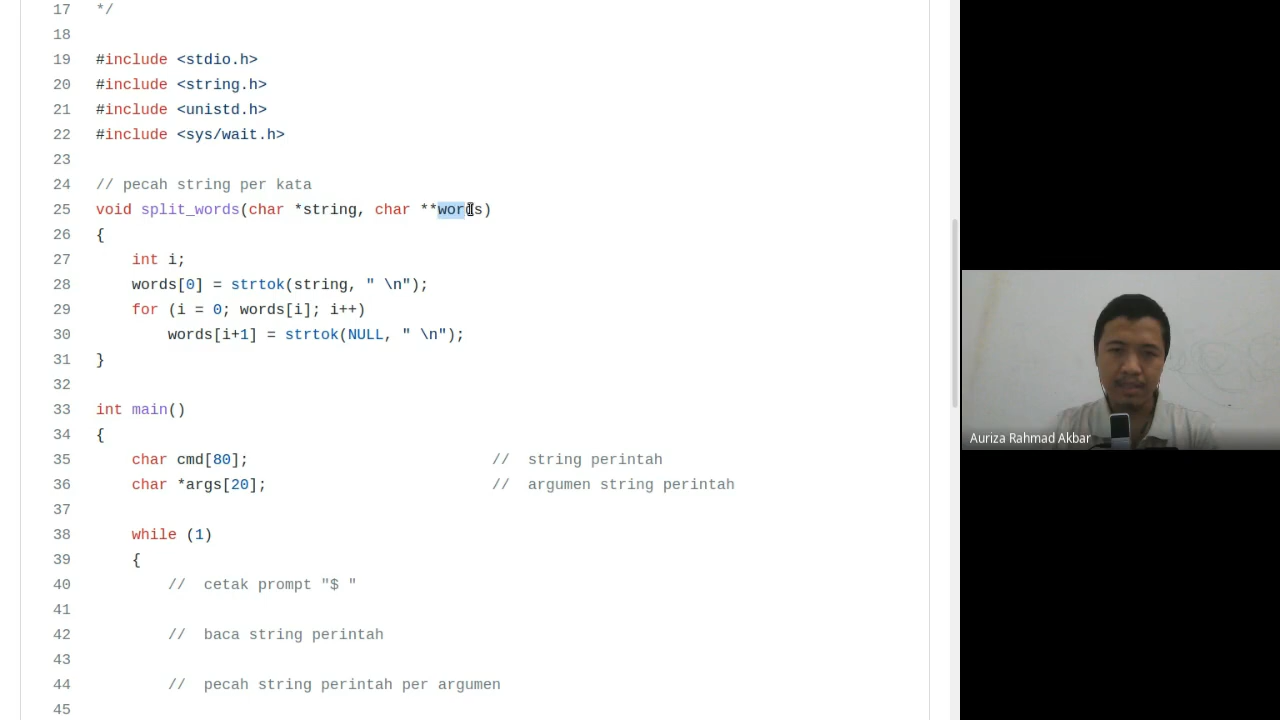 17 */
18
19 #include <stdio.h>
20 #include <string.h>
21 #include <unistd.h>
22 #include <sys/wait.h>
23
24 // pecah string per kata
25 void split_words(char *string, char **words)
26 {
27     int i;
28     words[0] = strtok(string, " \n");
29     for (i = 0; words[i]; i++)
30         words[i+1] = strtok(NULL, " \n");
31 }
32
33 int main()
34 {
35     char cmd[80];                           //  string perintah
36     char *args[20];                         //  argumen string perintah
37
38     while (1)
39     {
40         //  cetak prompt "$ "
41
42         //  baca string perintah
43
44         //  pecah string perintah per argumen
45
Auriza Rahmad Akbar